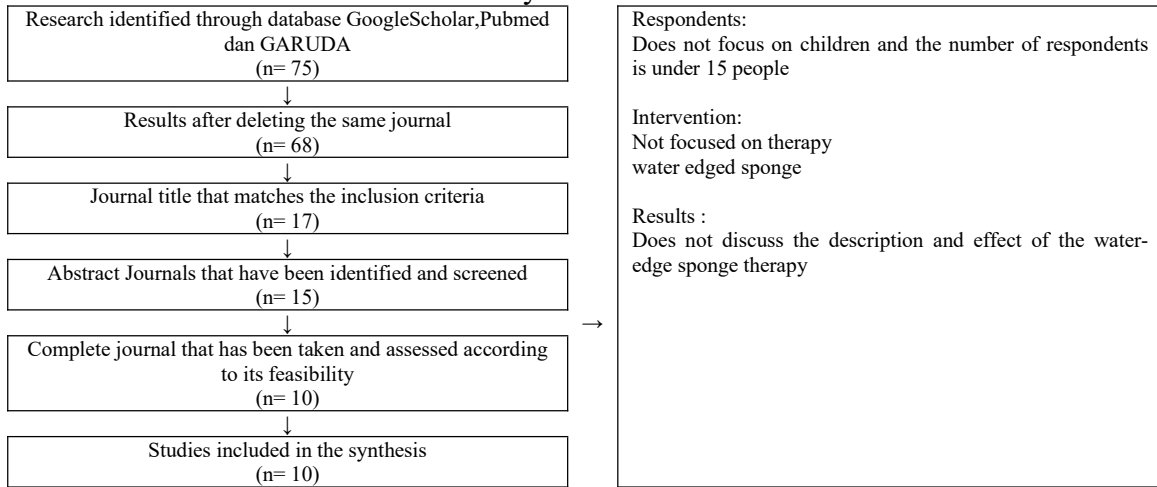 Research identified through database GoogleScholar,Pubmed
dan GARUDA
(n= 75)
↓
Results after deleting the same journal
(n= 68)
↓
Journal title that matches the inclusion criteria
(n= 17)
↓
Abstract Journals that have been identified and screened
(n= 15)
↓
Complete journal that has been taken and assessed according
to its feasibility
(n= 10)
↓
Studies included in the synthesis
(n= 10)
→
Respondents:
Does not focus on children and the number of respondents
is under 15 people
Intervention:
Not focused on therapy
water edged sponge
Results :
Does not discuss the description and effect of the water-
edge sponge therapy